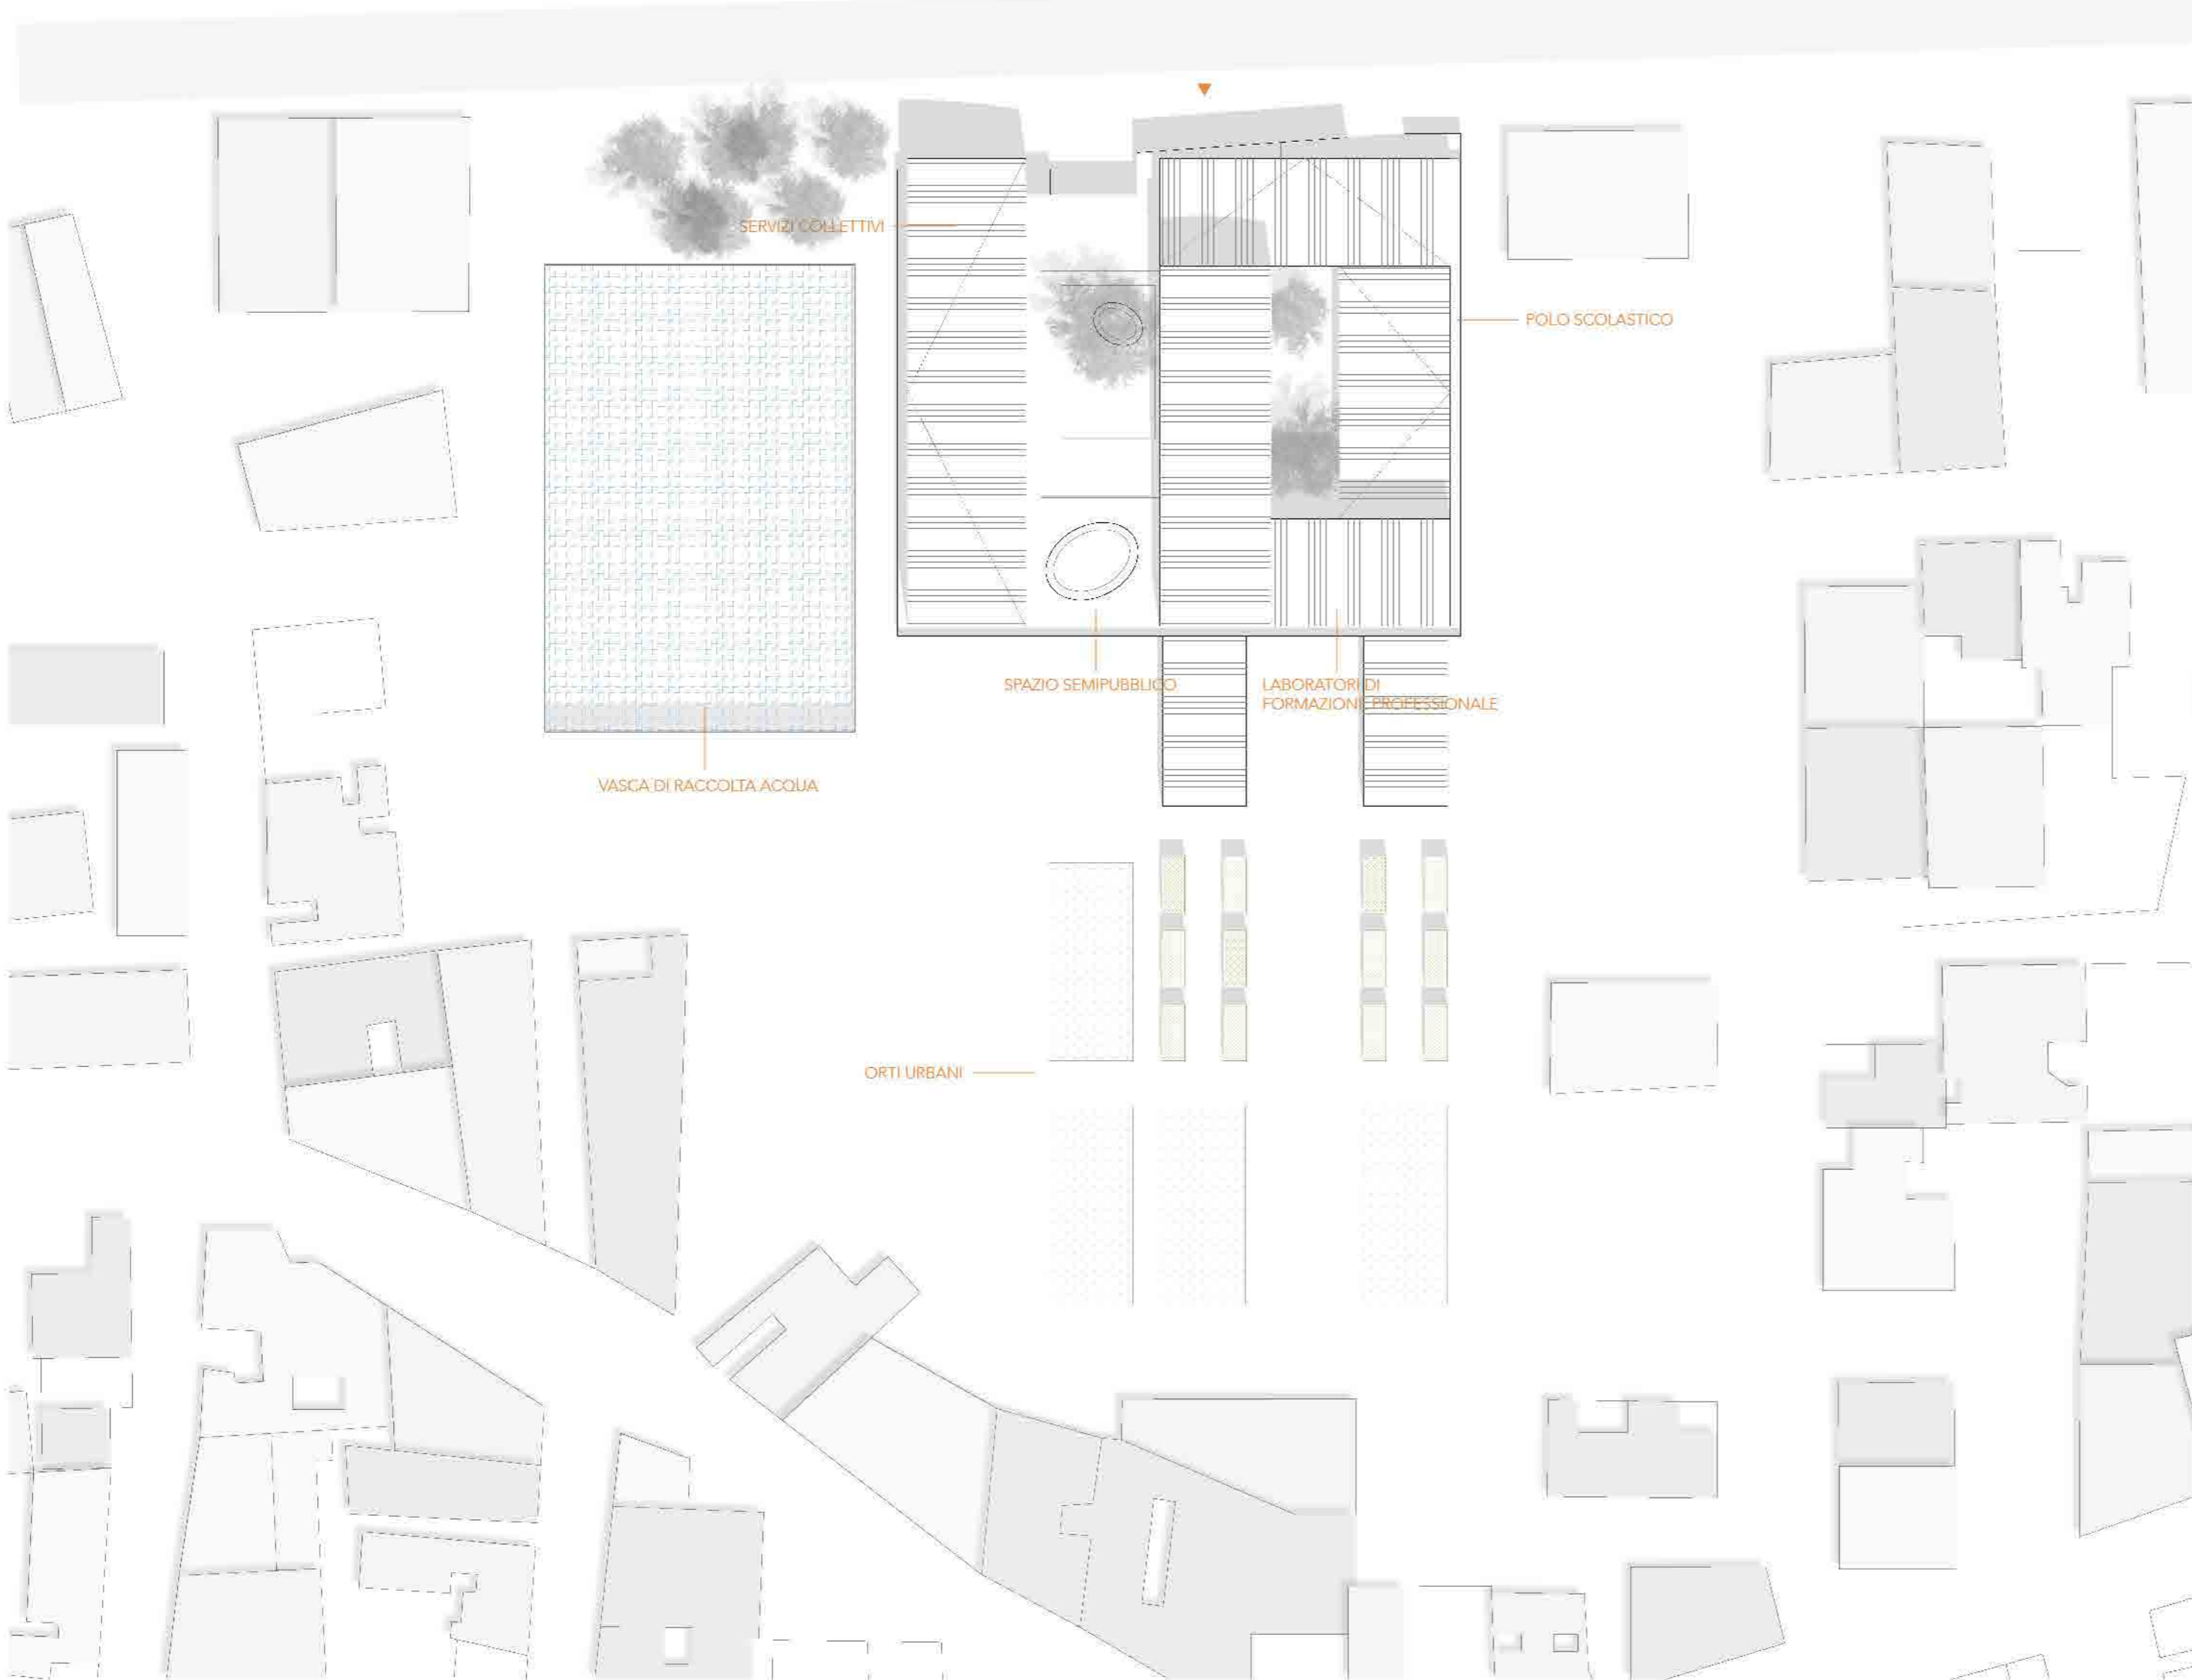 SERVIZI COLLETTIVI
POLO SCOLASTICO
SPAZIO SEMIPUBBLICO
LABORATORI DI
FORMAZIONE PROFESSIONALE
VASCA DI RACCOLTA ACQUA
ORTI URBANI